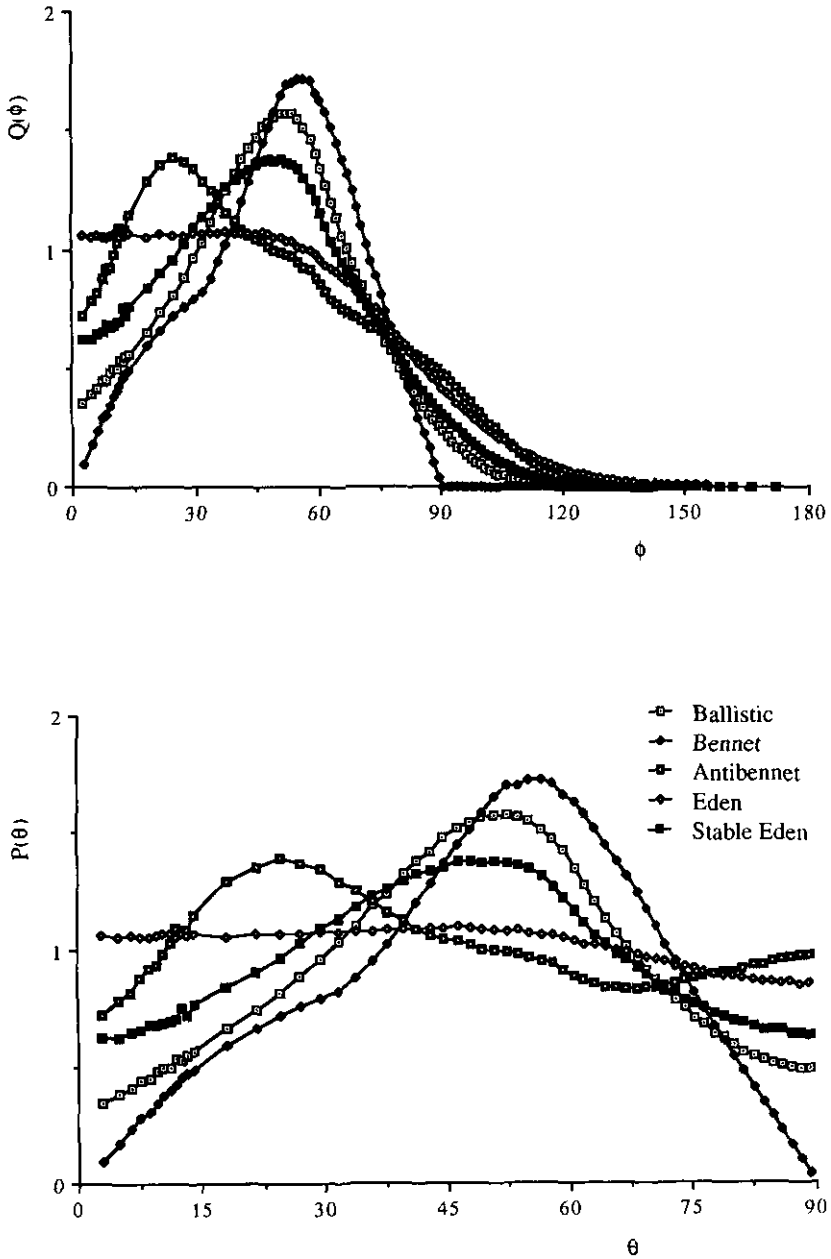 2
Q(φ)
1
0
0 30 60 90 120 150 180
φ
2
Ballistic
Bennet
Antibennet
Eden
Stable Eden
P(θ)
1
0
0 15 30 45 60 75 90
θ